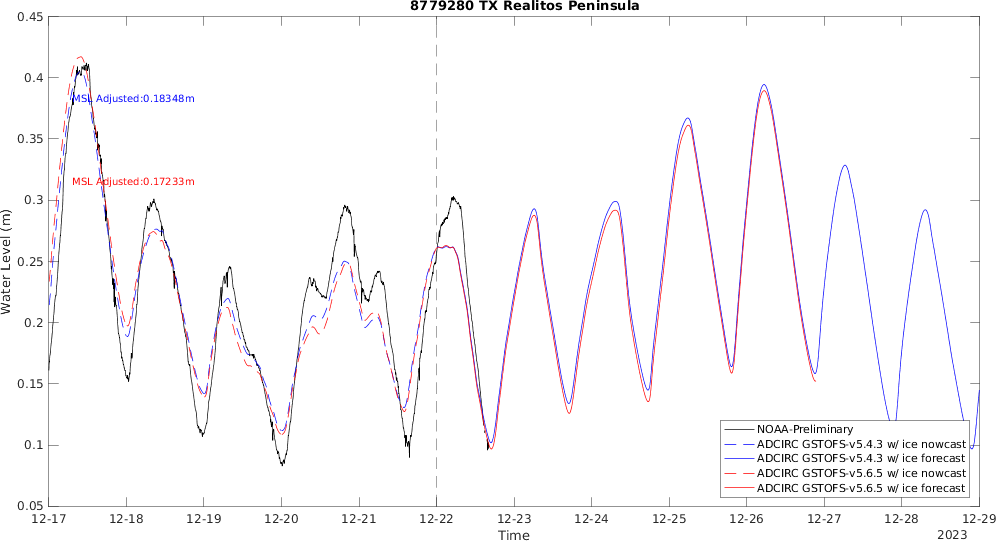 8779280 TX Realitos Peninsula
Water Level (m)
0.45
0.4
0.35
0.3
0.25
0.2
0.15
0.1
0.05
MSL Adjusted:0.18348m
MSL Adjusted:0.17233m
NOAA-Preliminary
ADCIRC GSTOFS-v5.4.3 w/ ice nowcast
ADCIRC GSTOFS-v5.4.3 w/ ice forecast
ADCIRC GSTOFS-v5.6.5 w/ ice nowcast
ADCIRC GSTOFS-v5.6.5 w/ ice forecast
12-17 12-18 12-19 12-20 12-21 12-22 12-23 12-24 12-25 12-26 12-27 12-28 12-29
Time
2023